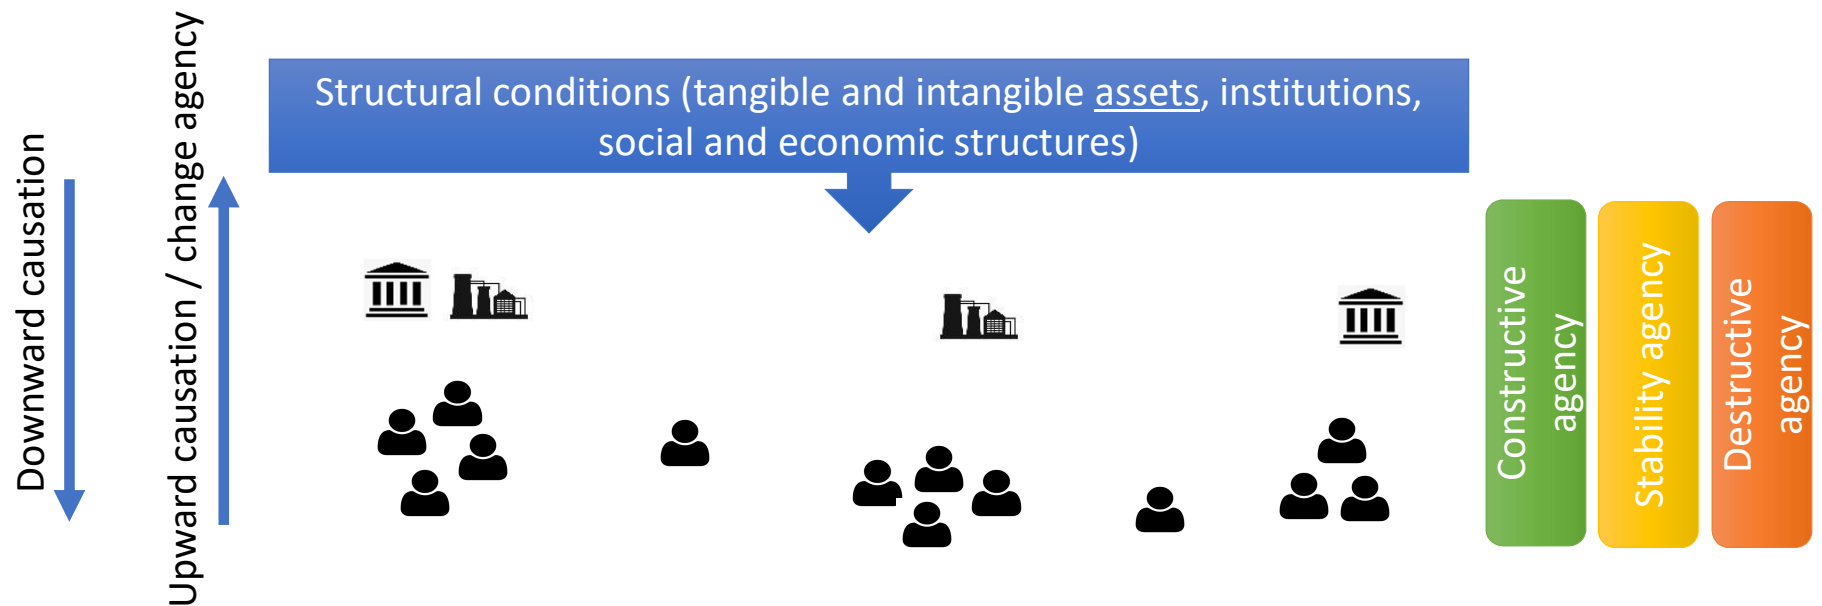 Downward causation
Upward causation / change agency
Structural conditions (tangible and intangible assets, institutions,
social and economic structures)
Constructive
agency
Stability agency
Destructive
agency